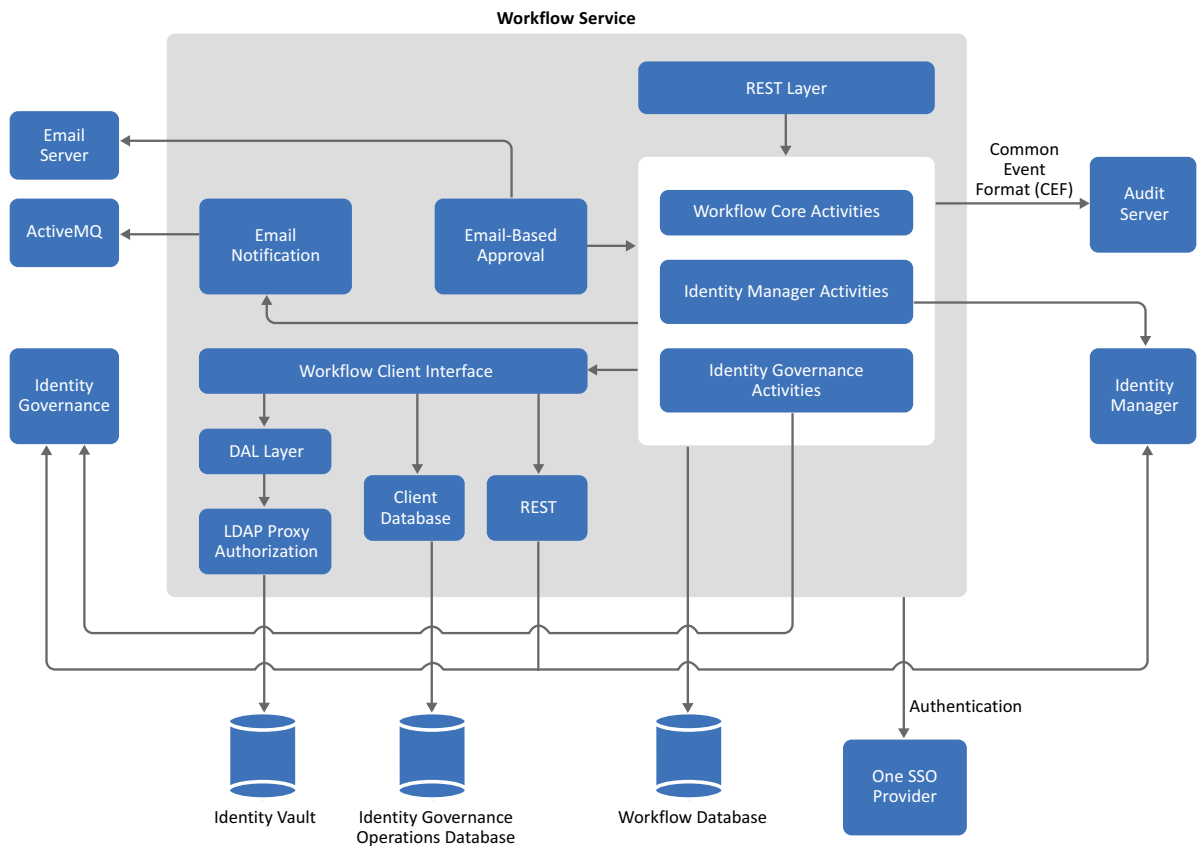 Workflow Service
REST Layer
Email
Server
Common
Event
Format (CEF)
Audit
Server
ActiveMQ
Email
Notification
Email-Based
Approval
Workflow Core Activities
Identity Manager Activities
Identity
Governance
Workflow Client Interface
Identity Governance
Activities
Identity
Manager
DAL Layer
Client
Database
REST
LDAP Proxy
Authorization
Authentication
One SSO
Provider
Identity Vault
Identity Governance
Operations Database
Workflow Database